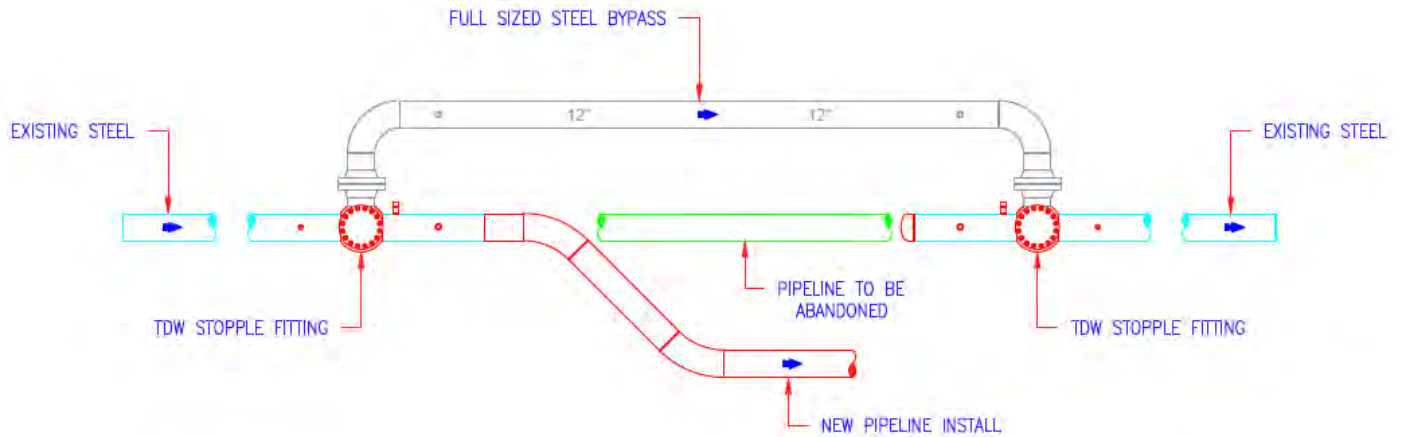 FULL SIZED STEEL BYPASS
12"
12"
EXISTING STEEL
EXISTING STEEL
PIPELINE TO BE
ABANDONED
TDW STOPPLE FITTING
TDW STOPPLE FITTING
NEW PIPELINE INSTALL